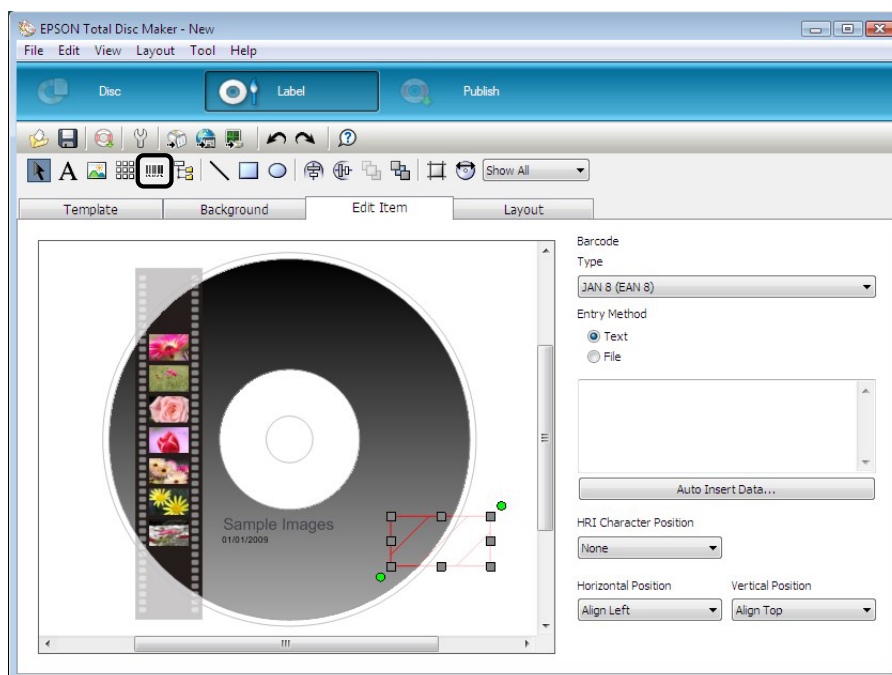 EPSON Total Disc Maker - New
File Edit View Layout Tool Help
Disc Label Publish
A Show All
Template Background Edit Item Layout
Barcode
Type
JAN 8 (EAN 8)
Entry Method
Text
File
Auto Insert Data...
Sample Images
01/01/2009
HRI Character Position
None
Horizontal Position Vertical Position
Align Left Align Top